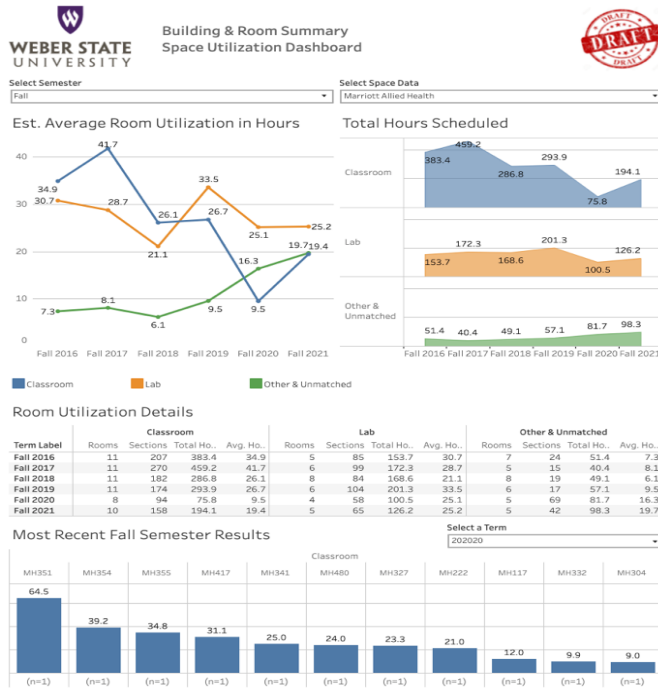 WEBER STATE
UNIVERSITY
Building & Room Summary
Space Utilization Dashboard
DRAFT
DRAFT
DRAFT
Select Semester
Fall
Select Space Data
Marriott Allied Health
Est. Average Room Utilization in Hours
40
30
20
10
0
34.9
41.7
26.1
26.7
9.5
19.4
30.7
28.7
21.1
33.5
25.1
25.2
7.3
8.1
6.1
9.5
16.3
19.7
Fall 2016 Fall 2017 Fall 2018 Fall 2019 Fall 2020 Fall 2021
Classroom Lab Other & Unmatched
Total Hours Scheduled
Classroom
383.4 459.2 286.8 293.9 75.8 194.1
Lab
153.7 172.3 168.6 201.3 100.5 126.2
Other &
Unmatched
51.4 40.4 49.1 57.1 81.7 98.3
Fall 2016 Fall 2017 Fall 2018 Fall 2019 Fall 2020 Fall 2021
Room Utilization Details
Classroom Lab Other & Unmatched
Term Label Rooms Sections Total Ho.. Avg. Ho.. Rooms Sections Total Ho.. Avg. Ho.. Rooms Sections Total Ho.. Avg. Ho..
Fall 2016 11 207 383.4 34.9 5 85 153.7 30.7 7 24 51.4 7.3
Fall 2017 11 270 459.2 41.7 6 99 172.3 28.7 5 15 40.4 8.1
Fall 2018 11 182 286.8 26.1 8 84 168.6 21.1 8 19 49.1 6.1
Fall 2019 11 174 293.9 26.7 6 104 201.3 33.5 6 17 57.1 9.5
Fall 2020 8 94 75.8 9.5 4 58 100.5 25.1 5 69 81.7 16.3
Fall 2021 10 158 194.1 19.4 5 65 126.2 25.2 5 42 98.3 19.7
Most Recent Fall Semester Results
Select a Term
202020
Classroom
MH351 MH354 MH355 MH417 MH341 MH480 MH327 MH222 MH117 MH332 MH304
64.5 39.2 34.8 31.1 25.0 24.0 23.3 21.0 12.0 9.9 9.0
(n=1) (n=1) (n=1) (n=1) (n=1) (n=1) (n=1) (n=1) (n=1) (n=1) (n=1)